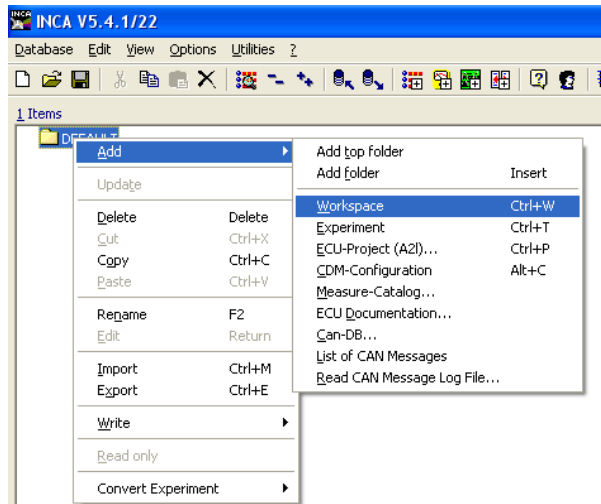 INCA V5.4.1/22
Database Edit View Options Utilities ?
1 Items
DEFAULT
Add
Update
Delete Delete
Cut Ctrl+X
Copy Ctrl+C
Paste Ctrl+V
Rename F2
Edit Return
Import Ctrl+M
Export Ctrl+E
Write
Read only
Convert Experiment
Add top folder
Add folder Insert
Workspace Ctrl+W
Experiment Ctrl+T
ECU-Project (A2l)... Ctrl+P
CDM-Configuration Alt+C
Measure-Catalog...
ECU Documentation...
Can-DB...
List of CAN Messages
Read CAN Message Log File...